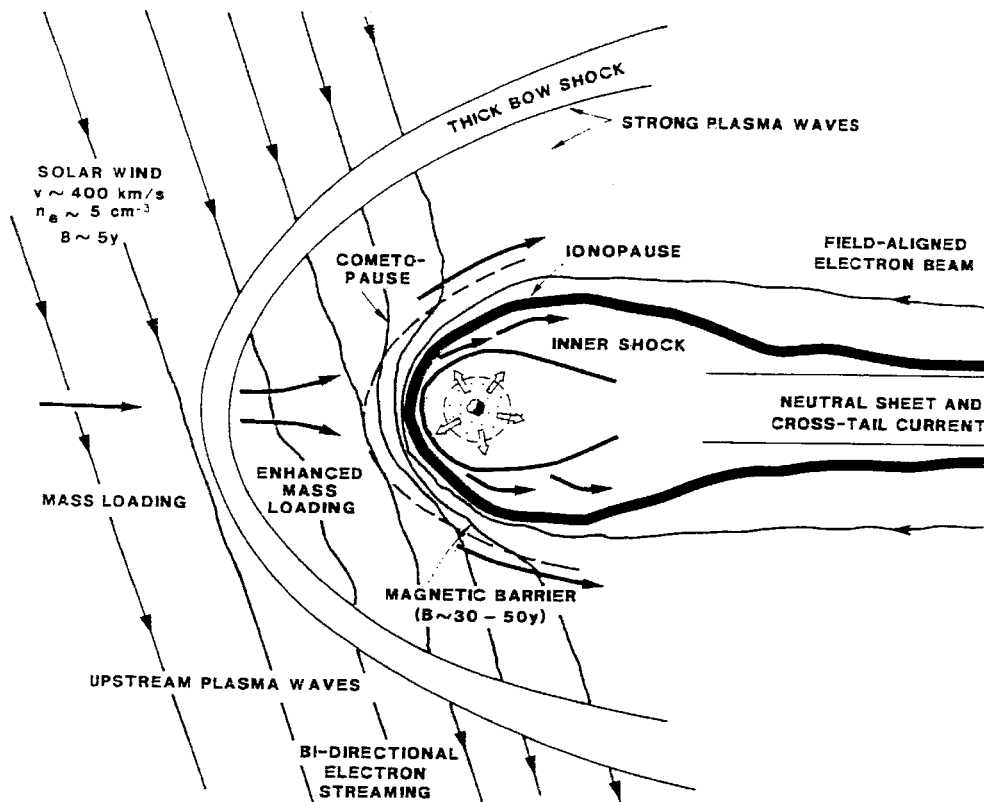 THICK BOW SHOCK
STRONG PLASMA WAVES
SOLAR WIND
v ~ 400 km/s
n e ~ 5 cm-3
B ~ 5γ
COMETO-
PAUSE
IONOPAUSE
FIELD-ALIGNED
ELECTRON BEAM
INNER SHOCK
NEUTRAL SHEET AND
CROSS-TAIL CURRENT
MASS LOADING
ENHANCED
MASS
LOADING
MAGNETIC BARRIER
(B~30 – 50γ)
UPSTREAM PLASMA WAVES
BI-DIRECTIONAL
ELECTRON
STREAMING